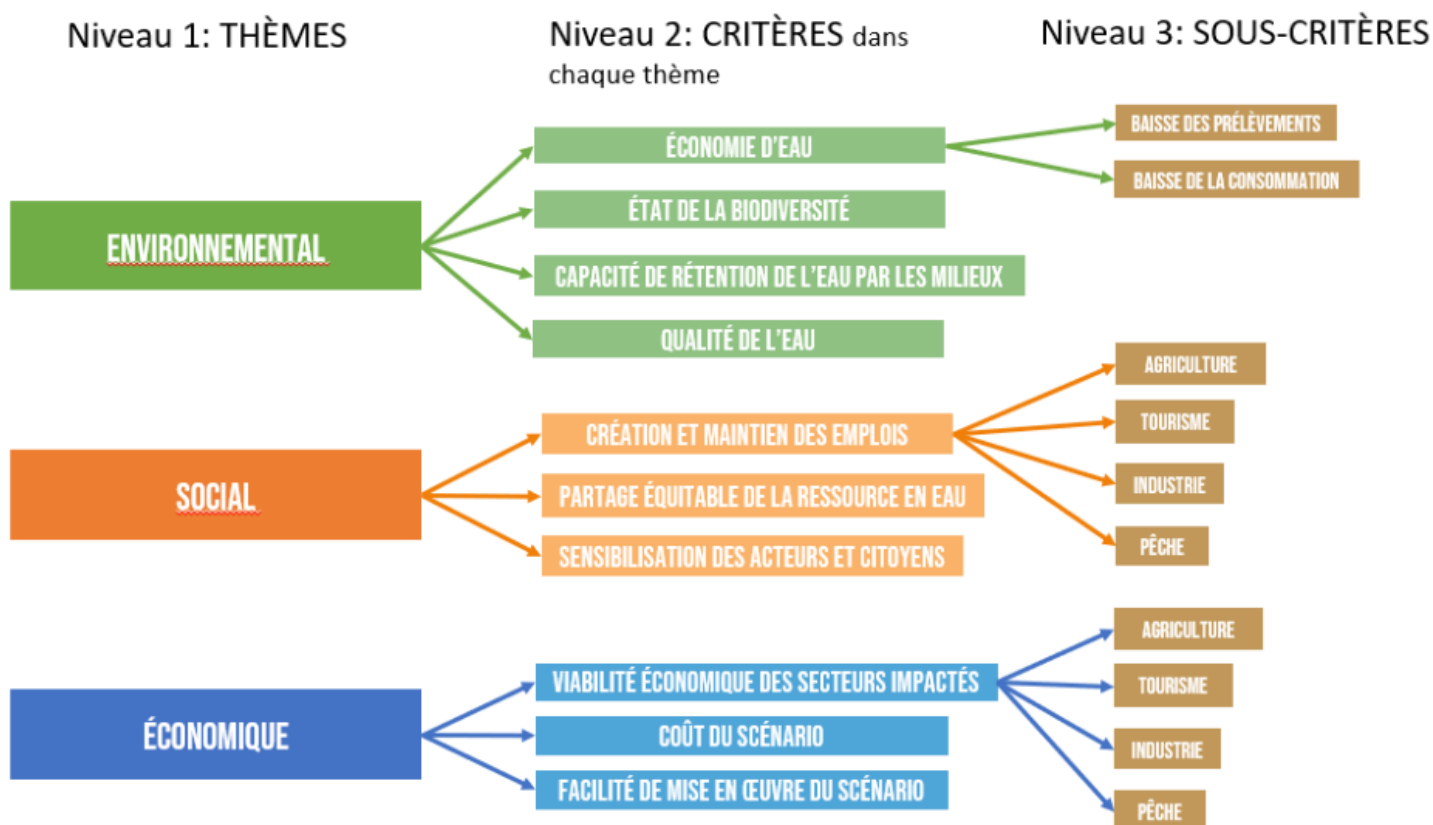 Niveau 1: THÈMES
Niveau 2: CRITÈRES dans
chaque thème
Niveau 3: SOUS-CRITÈRES
ENVIRONNEMENTAL
ÉCONOMIE D'EAU
ÉTAT DE LA BIODIVERSITÉ
CAPACITÉ DE RÉTENTION DE L'EAU PAR LES MILIEUX
QUALITÉ DE L'EAU
BAISSE DES PRÉLÈVEMENTS
BAISSE DE LA CONSOMMATION
SOCIAL
CRÉATION ET MAINTIEN DES EMPLOIS
PARTAGE ÉQUITABLE DE LA RESSOURCE EN EAU
SENSIBILISATION DES ACTEURS ET CITOYENS
AGRICULTURE
TOURISME
INDUSTRIE
PÊCHE
ÉCONOMIQUE
VIABILITÉ ÉCONOMIQUE DES SECTEURS IMPACTÉS
COÛT DU SCÉNARIO
FACILITÉ DE MISE EN ŒUVRE DU SCÉNARIO
AGRICULTURE
TOURISME
INDUSTRIE
PÊCHE